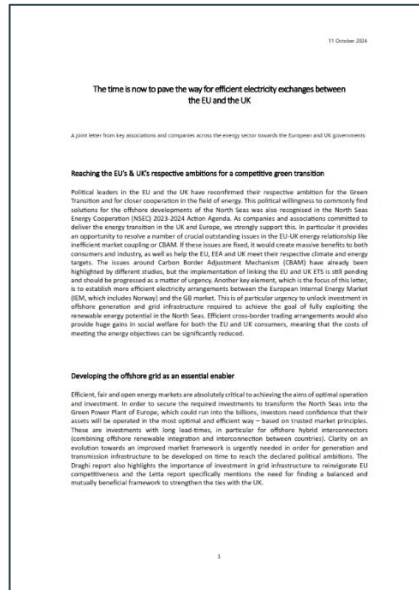 11 October 2024
The time is now to pave the way for efficient electricity exchanges between
the EU and the UK
A joint letter from key associations and companies across the energy sector towards the European and UK governments
Reaching the EU's & UK's respective ambitions for a competitive green transition
Political leaders in the EU and the UK have reconfirmed their respective ambition for the Green
Transition and for closer cooperation in the field of energy. This political willingness to commonly find
solutions for the offshore developments of the North Seas was also recognised in the North Seas
Energy Cooperation (NSEC) 2023-2024 Action Agenda. As companies and associations committed to
deliver the energy transition in the UK and Europe, we strongly support this. In particular it provides
an opportunity to resolve a number of crucial outstanding issues in the EU-UK energy relationship like
inefficient market coupling or CBAM. If these issues are fixed, it would create massive benefits to both
consumers and industry, as well as help the EU, EEA and UK meet their respective climate and energy
targets. The issues around Carbon Border Adjustment Mechanism (CBAM) have already been
highlighted by different studies, but the implementation of linking the EU and UK ETS is still pending
and should be progressed as a matter of urgency. Another key element, which is the focus of this letter,
is to establish more efficient electricity arrangements between the European Internal Energy Market
(IEM, which includes Norway) and the GB market. This is of particular urgency to unlock investment in
offshore generation and grid infrastructure required to achieve the goal of fully exploiting the
renewable energy potential in the North Seas. Efficient cross-border trading arrangements would also
provide huge gains in social welfare for both the EU and UK consumers, meaning that the costs of
meeting the energy objectives can be significantly reduced.
Developing the offshore grid as an essential enabler
Efficient, fair and open energy markets are absolutely critical to achieving the aims of optimal operation
and investment. In order to secure the required investments to transform the North Seas into the
Green Power Plant of Europe, which could run into the billions, investors need confidence that their
assets will be operated in the most optimal and efficient way – based on trusted market principles.
These are investments with long lead-times, in particular for offshore hybrid interconnectors
(combining offshore renewable integration and interconnection between countries). Clarity on an
evolution towards an improved market framework is urgently needed in order for generation and
transmission infrastructure to be developed on time to reach the declared political ambitions. The
Draghi report also highlights the importance of investment in grid infrastructure to reinvigorate EU
competitiveness and the Letta report specifically mentions the need for finding a balanced and
mutually beneficial framework to strengthen the ties with the UK.
1